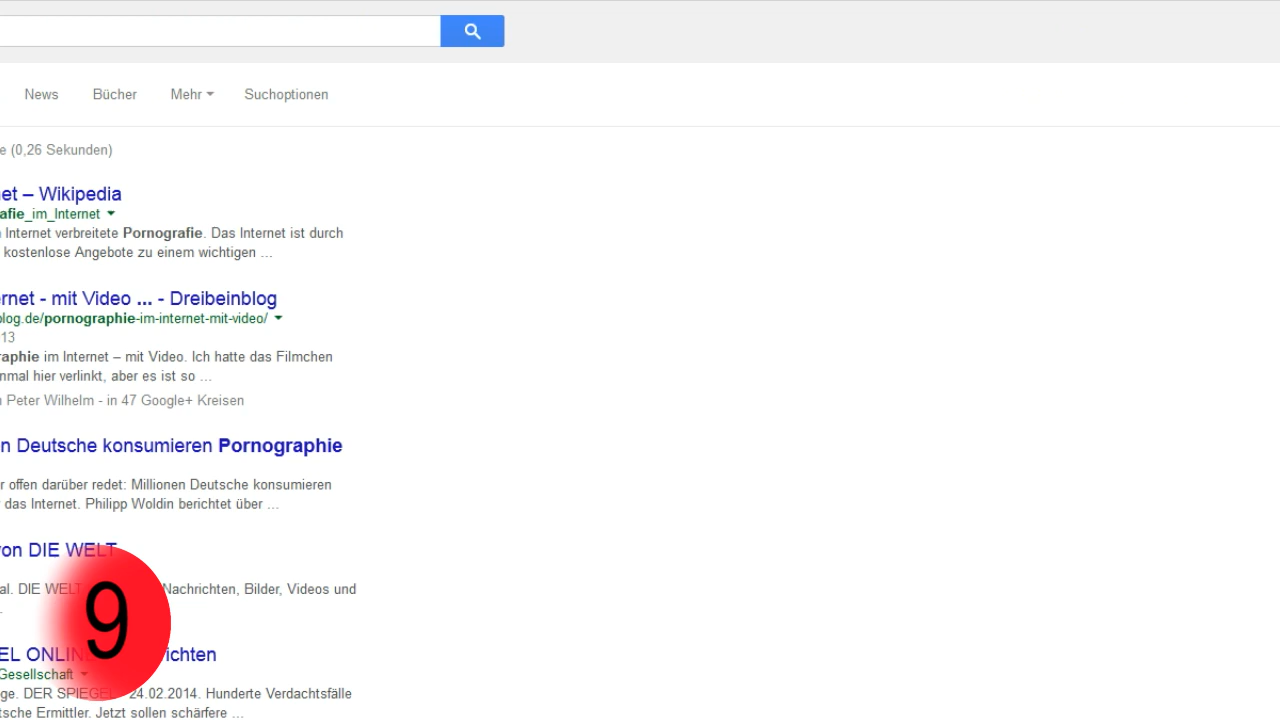 News Bücher Mehr Suchoptionen
e (0,26 Sekunden)
et – Wikipedia
afie_im_Internet
Internet verbreitete Pornografie. Das Internet ist durch
kostenlose Angebote zu einem wichtigen ...
rnet - mit Video ... - Dreibeinblog
blog.de/pornographie-im-internet-mit-video/
13
raphie im Internet – mit Video. Ich hatte das Filmchen
nmal hier verlinkt, aber es ist so ...
Peter Wilhelm - in 47 Google+ Kreisen
n Deutsche konsumieren Pornographie
r offen darüber redet: Millionen Deutsche konsumieren
das Internet. Philipp Woldin berichtet über ...
von DIE WELT
al. DIE WELT Nachrichten, Bilder, Videos und
9
EL ONLINE ichten
Gesellschaft
ge. DER SPIEGEL 24.02.2014. Hunderte Verdachtsfälle
tsche Ermittler. Jetzt sollen schärfere ...